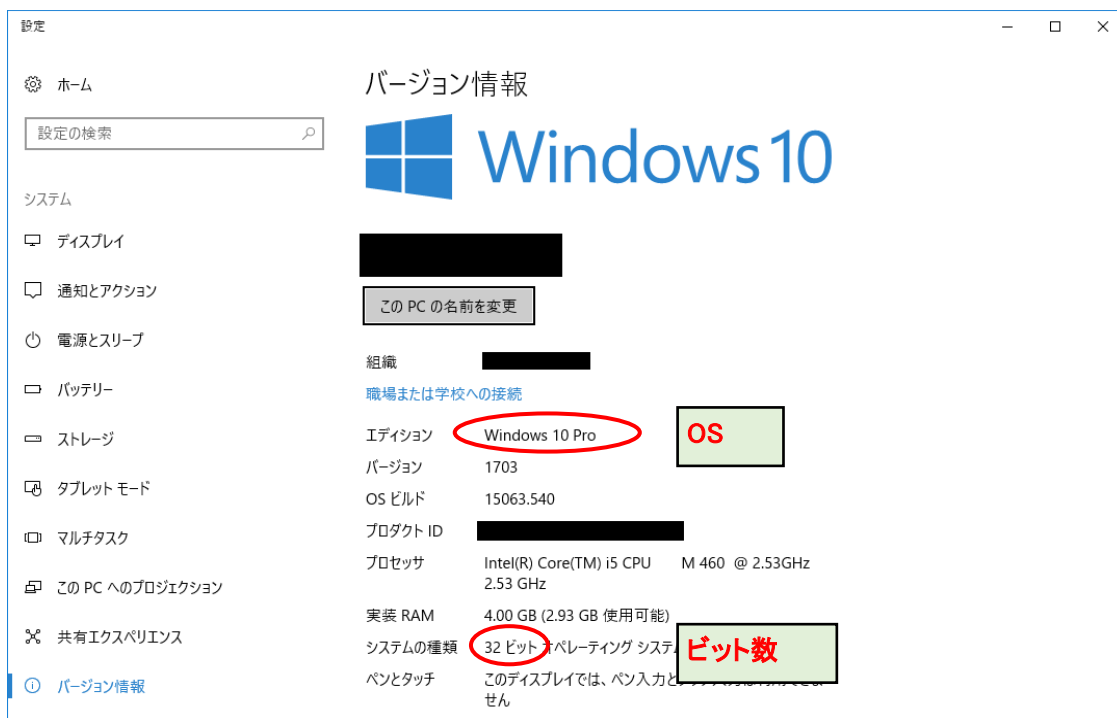 設定
ホーム
設定の検索
システム
ディスプレイ
通知とアクション
電源とスリープ
バッテリー
ストレージ
タブレット モード
マルチタスク
この PC へのプロジェクション
共有エクスペリエンス
バージョン情報
バージョン情報
Windows 10
この PC の名前を変更
組織
職場または学校への接続
エディション Windows 10 Pro
OS
バージョン 1703
OS ビルド 15063.540
プロダクト ID
プロセッサ Intel(R) Core(TM) i5 CPU M 460 @ 2.53GHz
2.53 GHz
実装 RAM 4.00 GB (2.93 GB 使用可能)
システムの種類 32 ビット オペレーティング システ
ビット数
ペンとタッチ このディスプレイでは、ペン入力と
せん